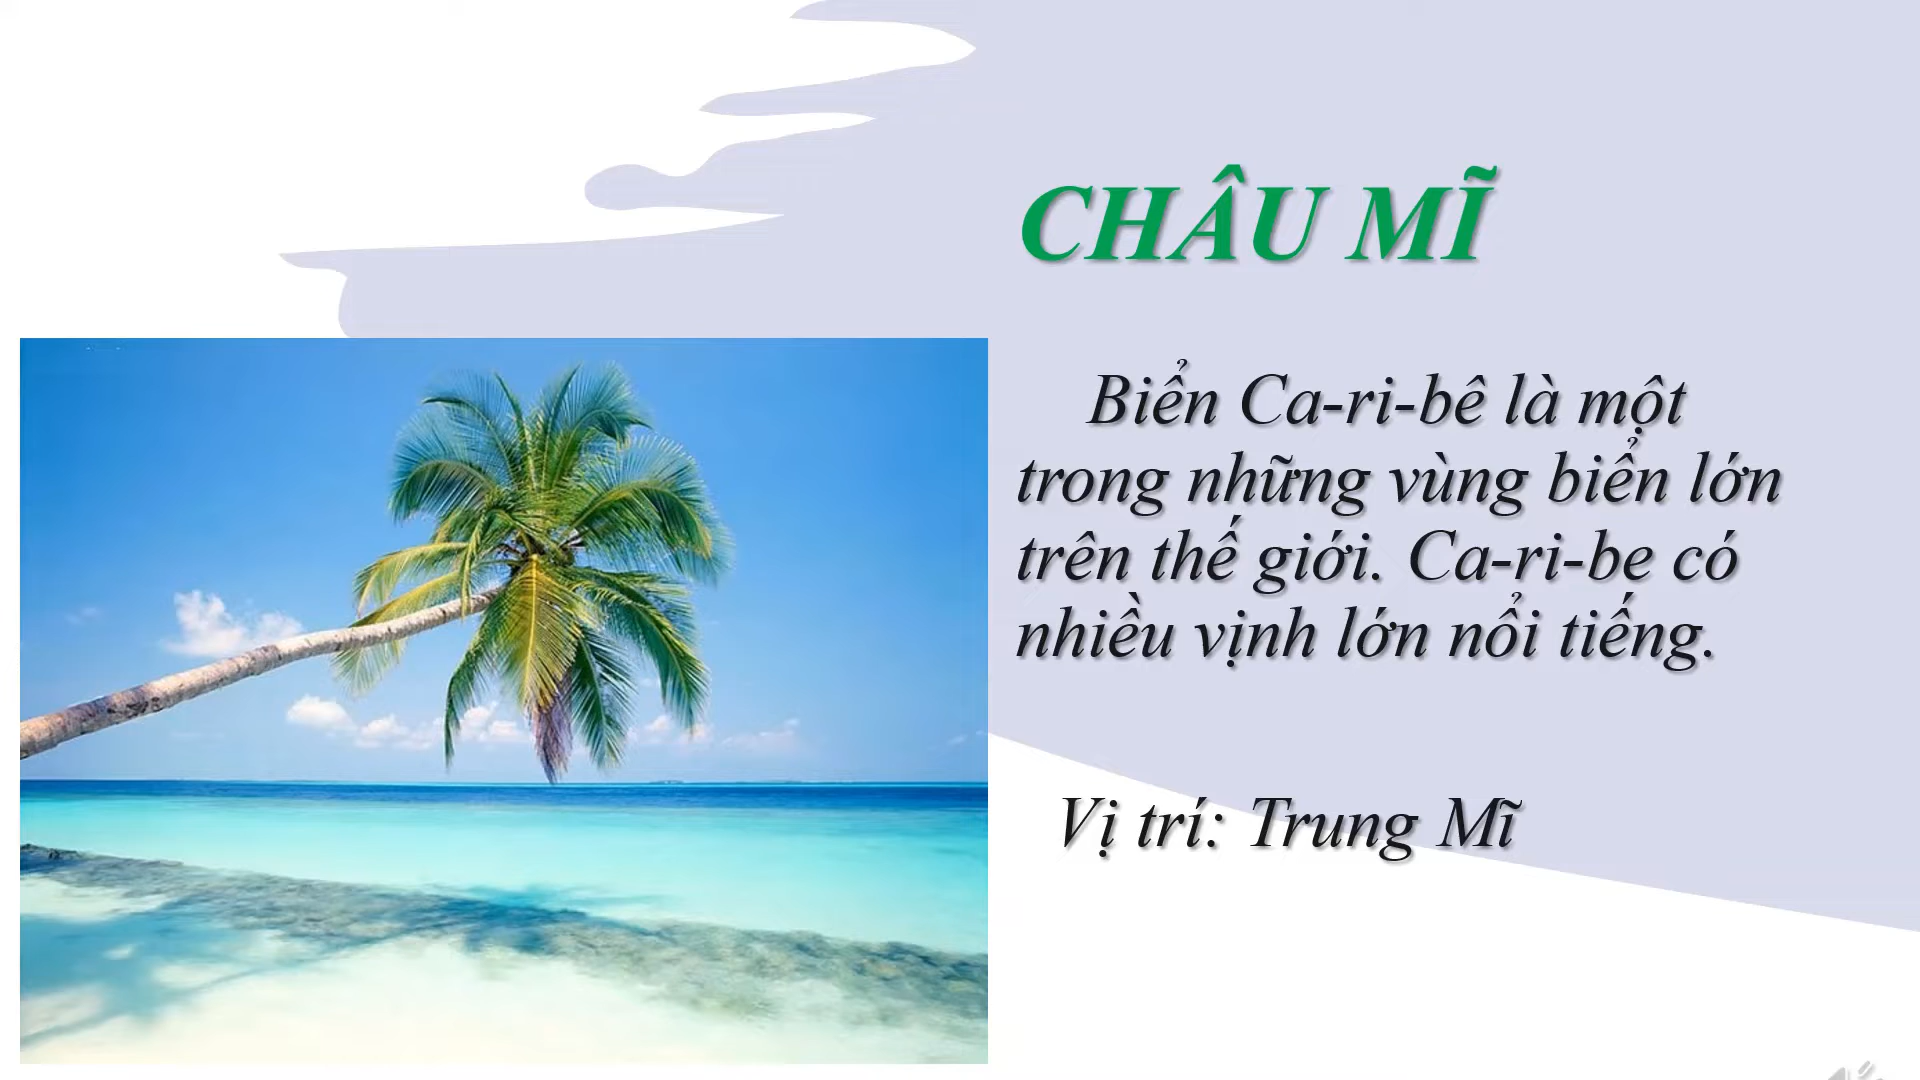 CHÂU MĨ
Biển Ca-ri-bê là một
trong những vùng biển lớn
trên thế giới. Ca-ri-be có
nhiều vịnh lớn nổi tiếng.
Vị trí: Trung Mĩ